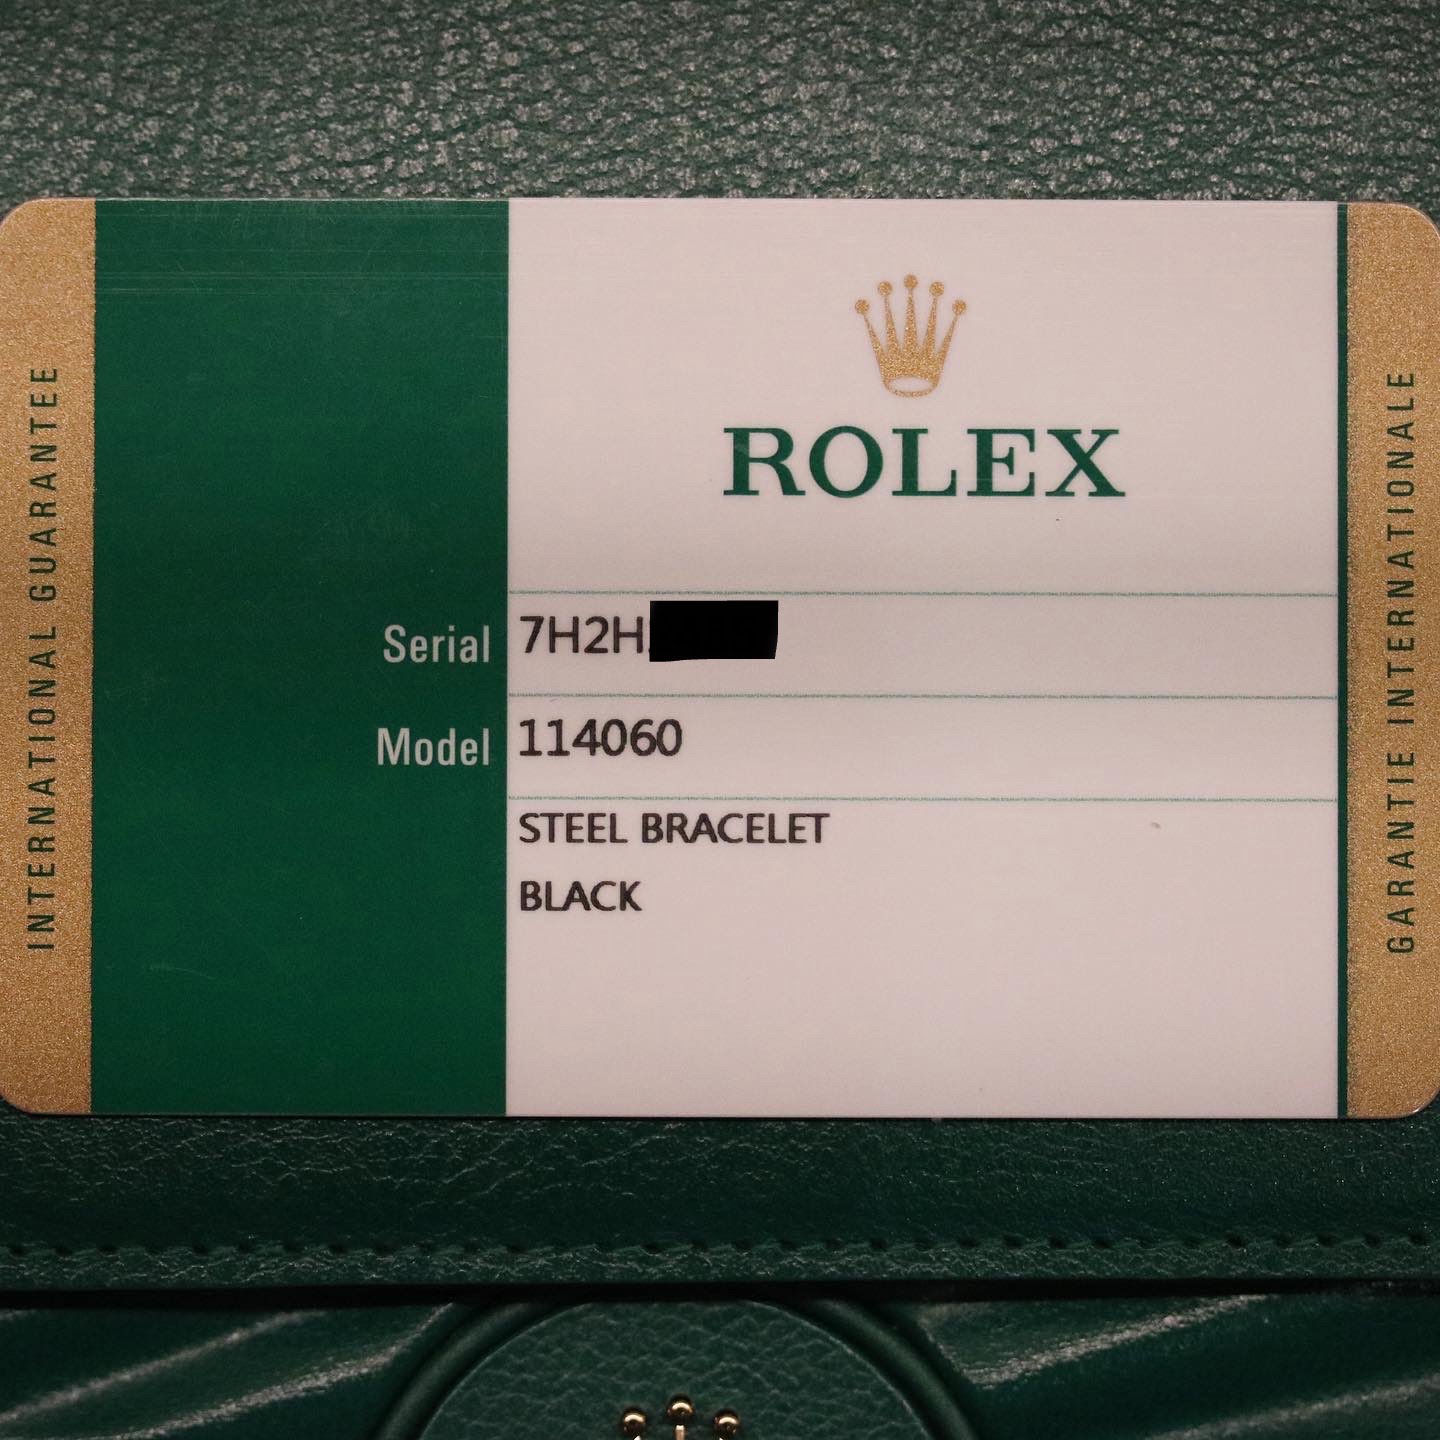 INTERNATIONAL GUARANTEE
ROLEX
Serial 7H2H
Model 114060
STEEL BRACELET
BLACK
GARANTIE INTERNATIONALE